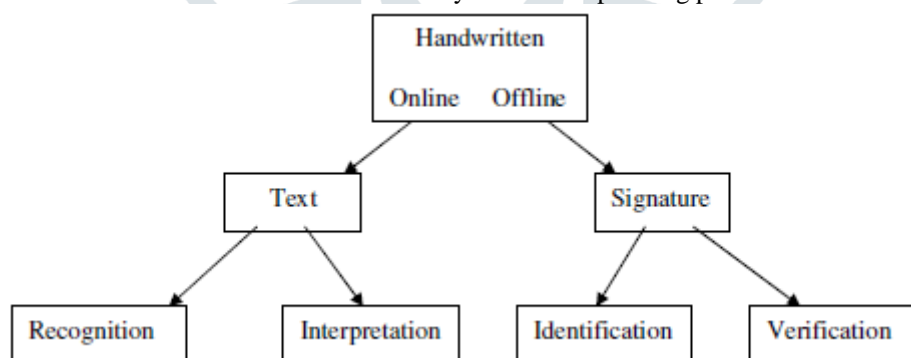 Handwritten
Online Offline
Text Signature
Recognition Interpretation Identification Verification